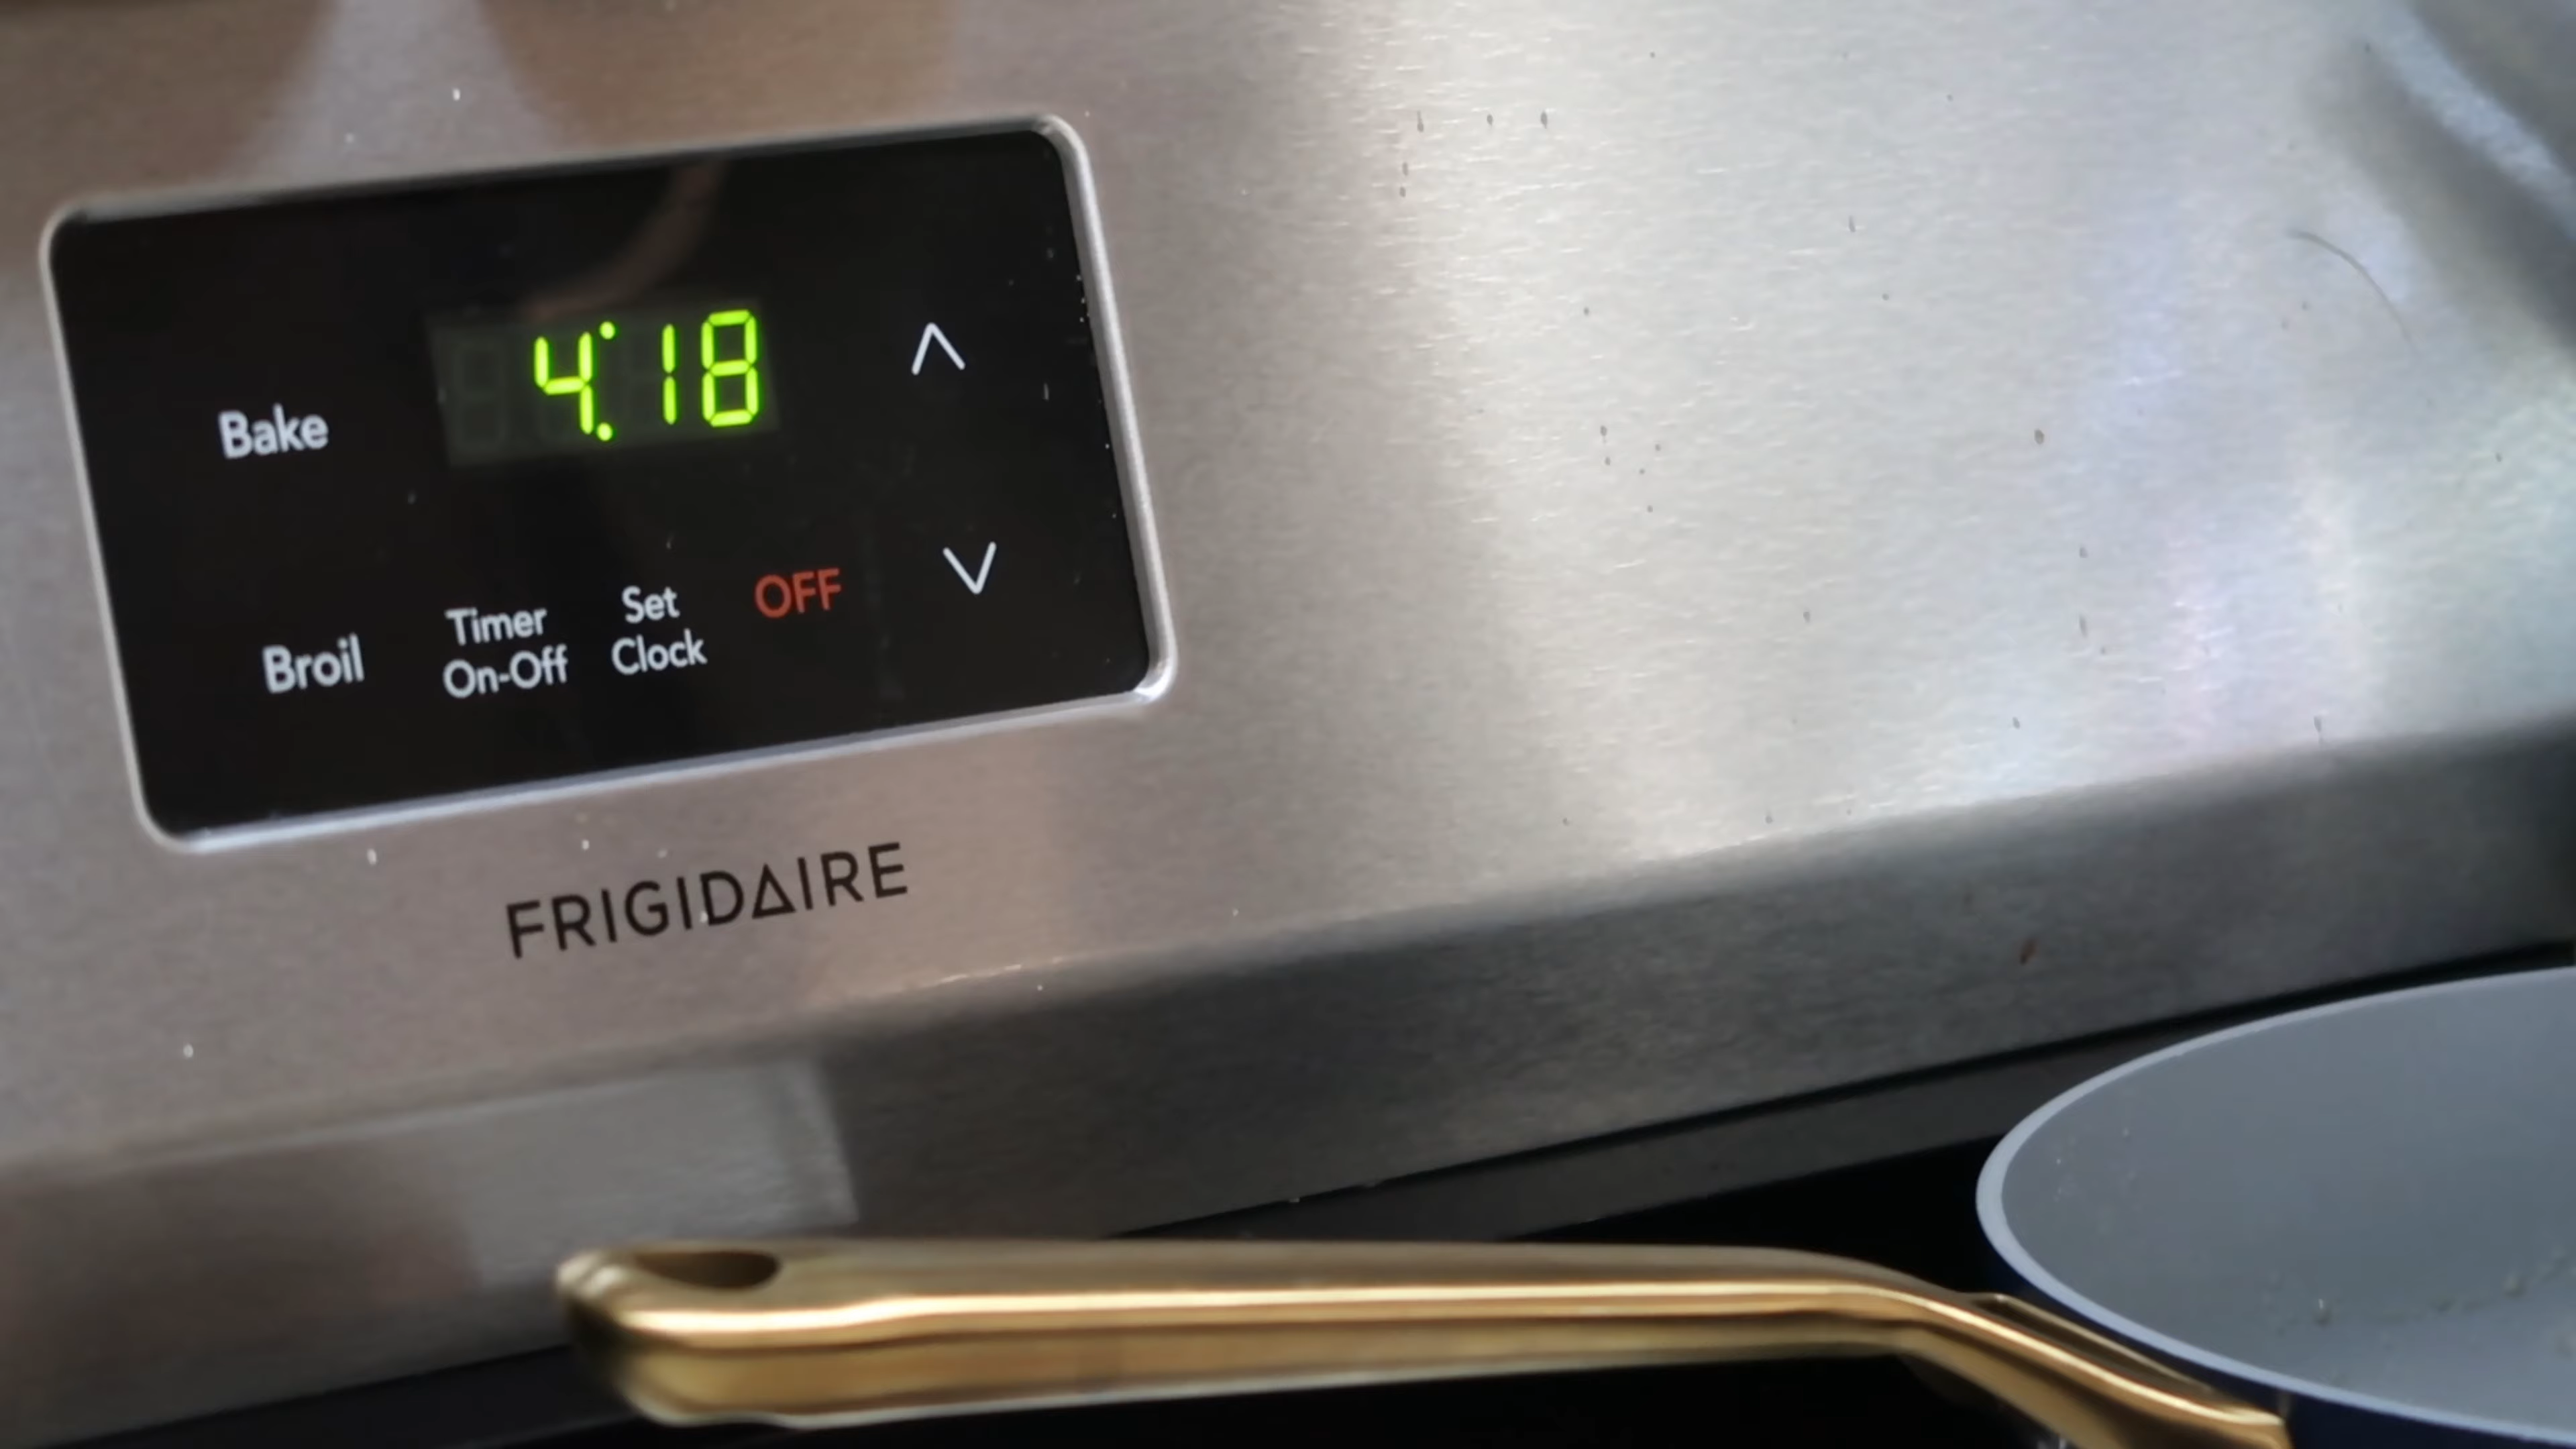 4:18
Bake
Broil
Timer
On-Off
Set
Clock
OFF
FRIGIDAIRE